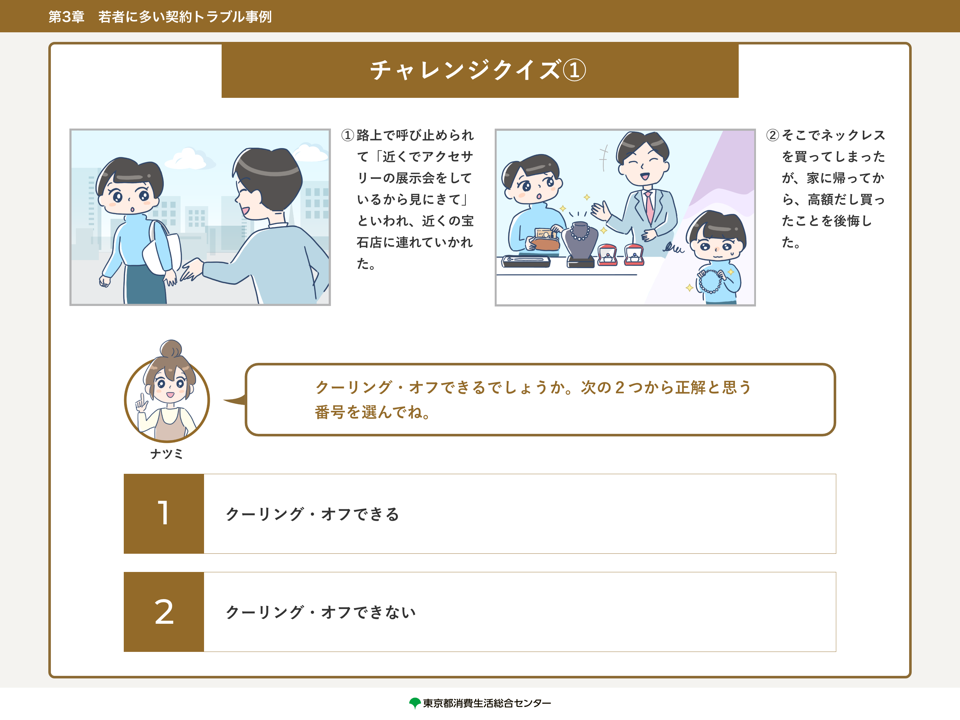 第3章　若者に多い契約トラブル事例
チャレンジクイズ①
①路上で呼び止められ
て「近くでアクセサ
リーの展示会をして
いるから見にきて」
といわれ、近くの宝
石店に連れていかれ
た。
②そこでネックレス
を買ってしまった
が、家に帰ってか
ら、高額だし買っ
たことを後悔し
た。
クーリング・オフできるでしょうか。次の２つから正解と思う
番号を選んでね。
ナツミ
1
クーリング・オフできる
2
クーリング・オフできない
東京都消費生活総合センター